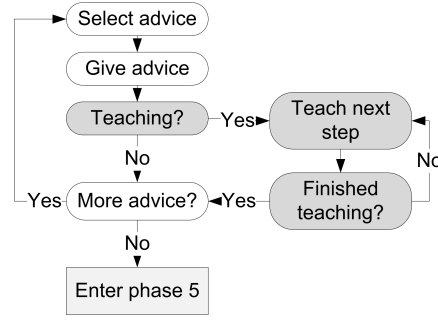 Select advice
Give advice
Teaching?
Yes
Teach next
step
No
No
Yes
More advice?
Yes
Finished
teaching?
No
Enter phase 5